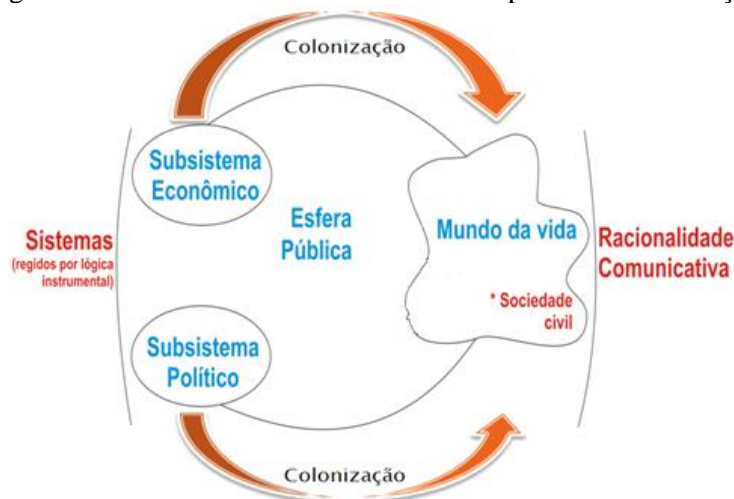 Colonização
Subsistema
Econômico
Esfera
Pública
Mundo da vida
Sistemas
(regidos por lógica
instrumental)
Racionalidade
Comunicativa
* Sociedade
civil
Subsistema
Político
Colonização